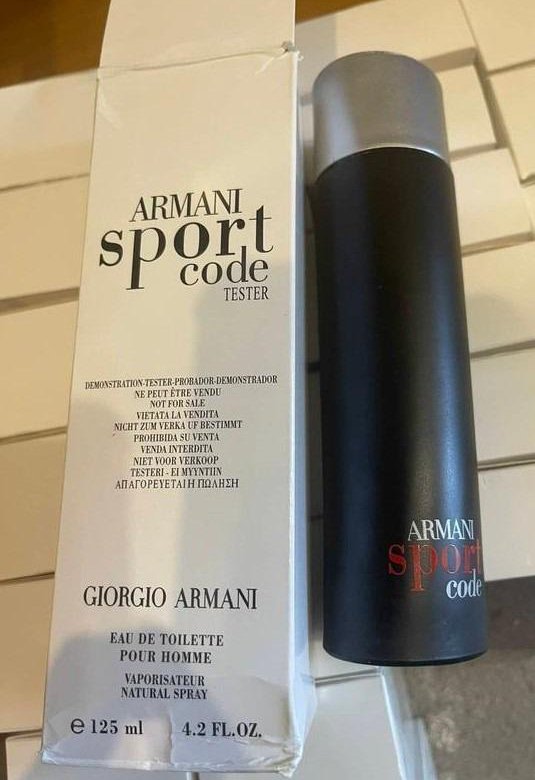 ARMANI
sport
code
TESTER
DEMONSTRATION-TESTER-PROBADOR-DEMONSTRADOR
NE PEUT ÊTRE VENDU
NOT FOR SALE
VIETATA LA VENDITA
NICHT ZUM VERKA UF BESTIMMT
PROHIBIDA SU VENTA
VENDA INTERDITA
NIET VOOR VERKOOP
TESTERI - EI MYYNTIIN
ΑΠΑΓΟΡΕΥΕΤΑΙ Η ΠΩΛΗΣΗ
GIORGIO ARMANI
EAU DE TOILETTE
POUR HOMME
VAPORISATEUR
NATURAL SPRAY
℮ 125 ml 4.2 FL.OZ.
ARMANI
sport
code